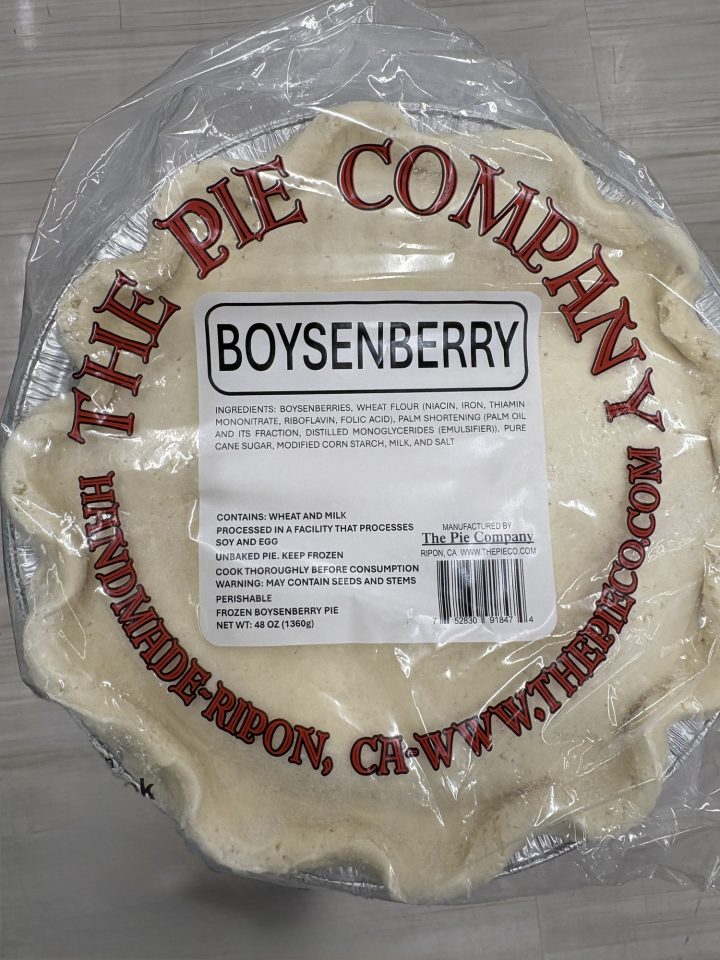 THE PIE COMPANY
BOYSENBERRY
INGREDIENTS: BOYSENBERRIES, WHEAT FLOUR (NIACIN, IRON, THIAMIN
MONONITRATE, RIBOFLAVIN, FOLIC ACID), PALM SHORTENING (PALM OIL
AND ITS FRACTION, DISTILLED MONOGLYCERIDES (EMULSIFIER)), PURE
CANE SUGAR, MODIFIED CORN STARCH, MILK, AND SALT
CONTAINS: WHEAT AND MILK
PROCESSED IN A FACILITY THAT PROCESSES
SOY AND EGG
UNBAKED PIE. KEEP FROZEN
COOK THOROUGHLY BEFORE CONSUMPTION
WARNING: MAY CONTAIN SEEDS AND STEMS
PERISHABLE
FROZEN BOYSENBERRY PIE
NET WT: 48 OZ (1360g)
MANUFACTURED BY
The Pie Company
RIPON, CA WWW.THEPIECO.COM
7 52830 91847 4
HANDMADE~RIPON, CA~WWW.THEPIECO.COM